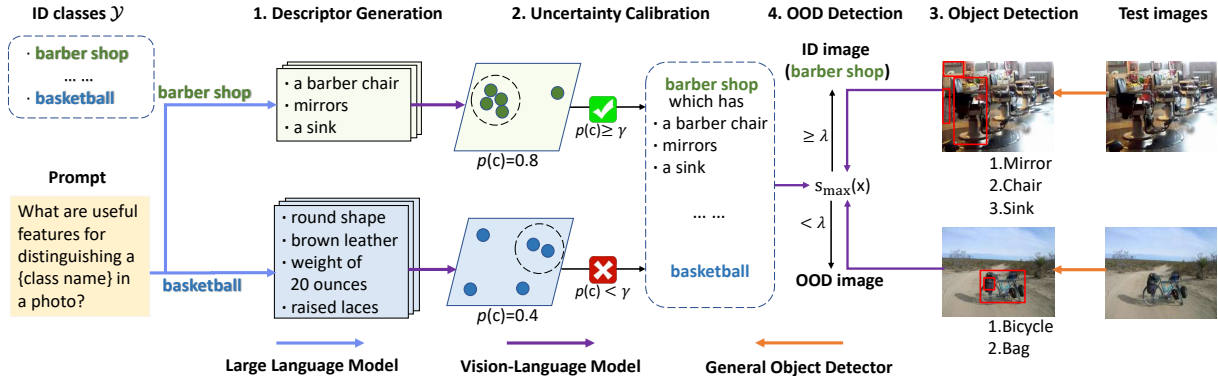 ID classes 𝒴
· barber shop
... ...
· basketball
Prompt
What are useful
features for
distinguishing a
{class name} in
a photo?
barber shop
basketball
1. Descriptor Generation
· a barber chair
· mirrors
· a sink
· round shape
· brown leather
· weight of
20 ounces
· raised laces
Large Language Model
2. Uncertainty Calibration
p(c)=0.8
p(c)≥ γ
p(c)=0.4
p(c) < γ
Vision-Language Model
barber shop
which has
· a barber chair
· mirrors
· a sink
... ...
basketball
4. OOD Detection
ID image
(barber shop)
≥ λ
s_max(x)
< λ
OOD image
3. Object Detection
1.Mirror
2.Chair
3.Sink
1.Bicycle
2.Bag
General Object Detector
Test images